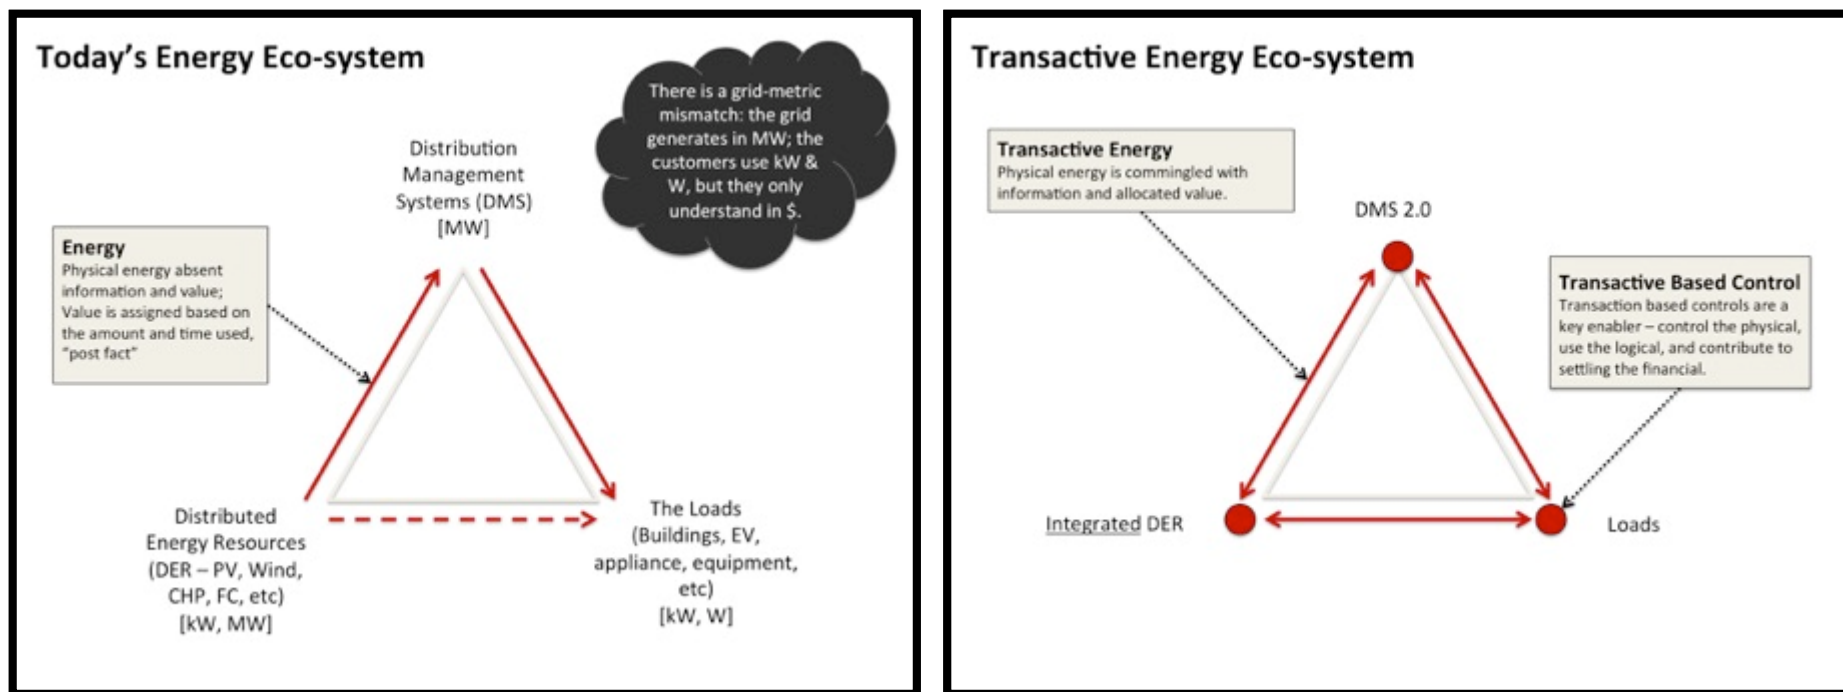 Today's Energy Eco-system
There is a grid-metric
mismatch: the grid
generates in MW; the
customers use kW &
W, but they only
understand in $.
Distribution
Management
Systems (DMS)
[MW]
Energy
Physical energy absent
information and value;
Value is assigned based on
the amount and time used,
"post fact"
Distributed
Energy Resources
(DER – PV, Wind,
CHP, FC, etc)
[kW, MW]
The Loads
(Buildings, EV,
appliance, equipment,
etc)
[kW, W]
Transactive Energy Eco-system
Transactive Energy
Physical energy is commingled with
information and allocated value.
DMS 2.0
Transactive Based Control
Transaction based controls are a
key enabler – control the physical,
use the logical, and contribute to
settling the financial.
Integrated DER
Loads